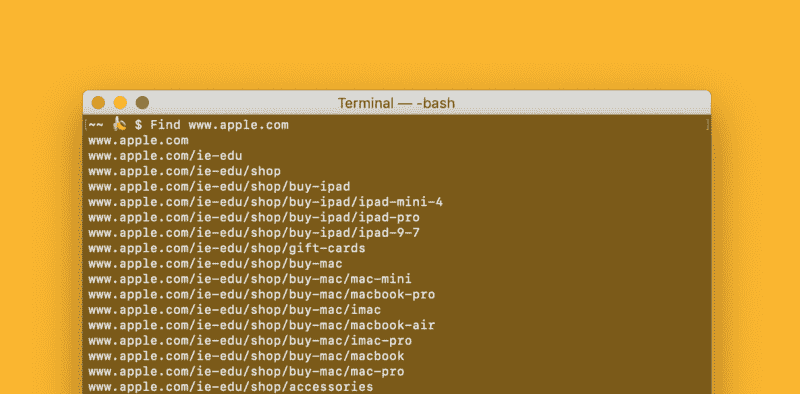 Terminal — -bash
[~~ 🍌 $ Find www.apple.com ]
www.apple.com
www.apple.com/ie-edu
www.apple.com/ie-edu/shop
www.apple.com/ie-edu/shop/buy-ipad
www.apple.com/ie-edu/shop/buy-ipad/ipad-mini-4
www.apple.com/ie-edu/shop/buy-ipad/ipad-pro
www.apple.com/ie-edu/shop/buy-ipad/ipad-9-7
www.apple.com/ie-edu/shop/gift-cards
www.apple.com/ie-edu/shop/buy-mac
www.apple.com/ie-edu/shop/buy-mac/mac-mini
www.apple.com/ie-edu/shop/buy-mac/macbook-pro
www.apple.com/ie-edu/shop/buy-mac/imac
www.apple.com/ie-edu/shop/buy-mac/macbook-air
www.apple.com/ie-edu/shop/buy-mac/imac-pro
www.apple.com/ie-edu/shop/buy-mac/macbook
www.apple.com/ie-edu/shop/buy-mac/mac-pro
www.apple.com/ie-edu/shop/accessories